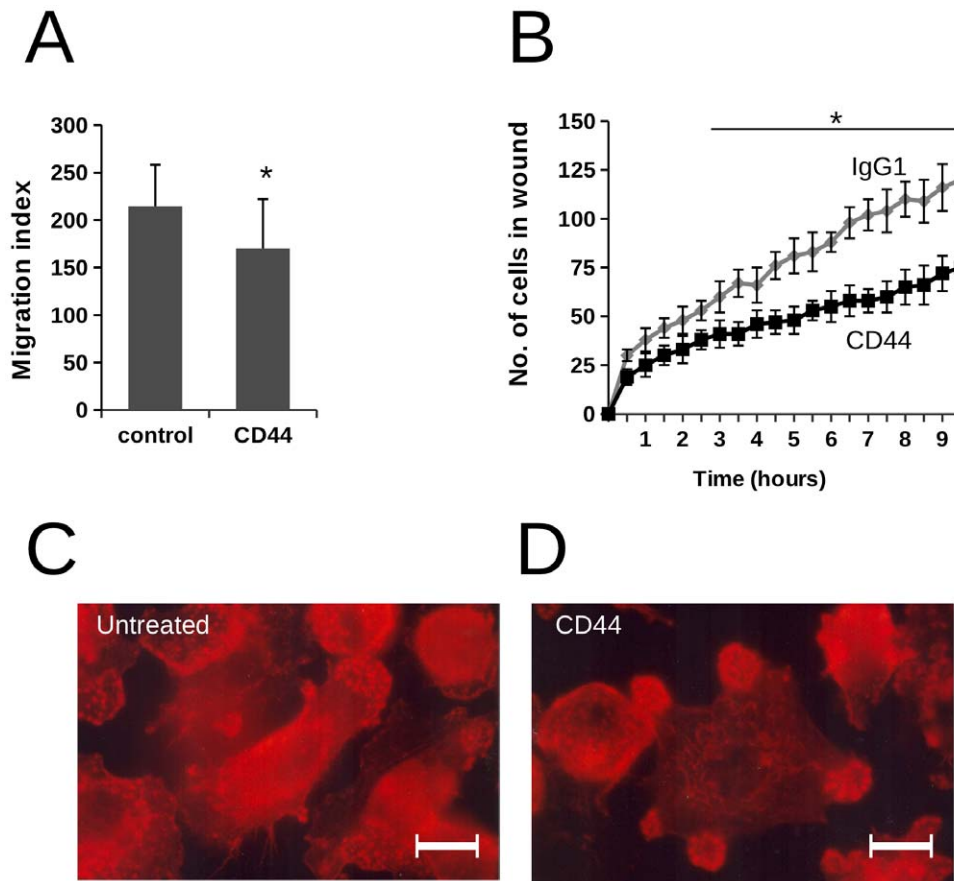 A
B
Migration index
300
250
200
150
100
50
0
*
control
CD44
No. of cells in wound
150
125
100
75
50
25
0
*
IgG1
CD44
1 2 3 4 5 6 7 8 9
Time (hours)
C
D
Untreated
CD44